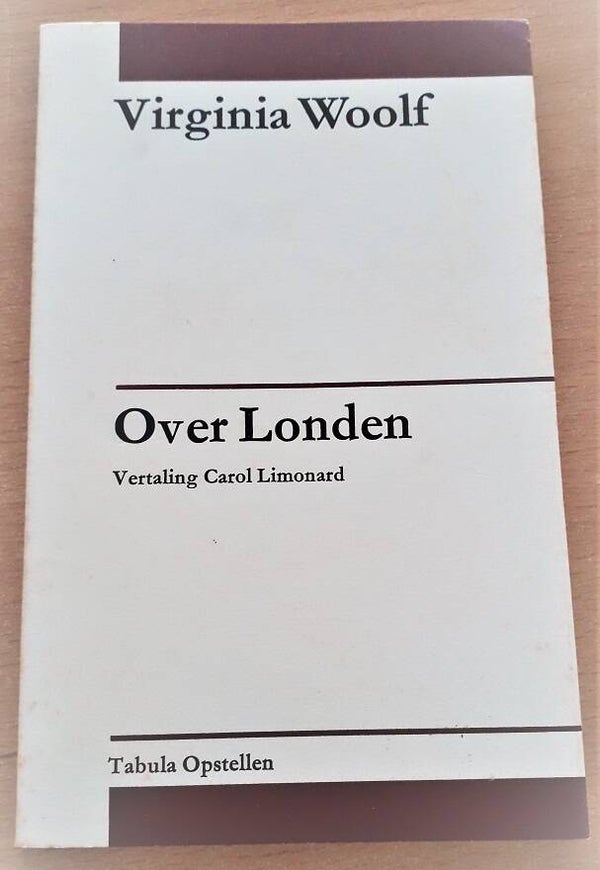 Virginia Woolf
Over Londen
Vertaling Carol Limonard
Tabula Opstellen